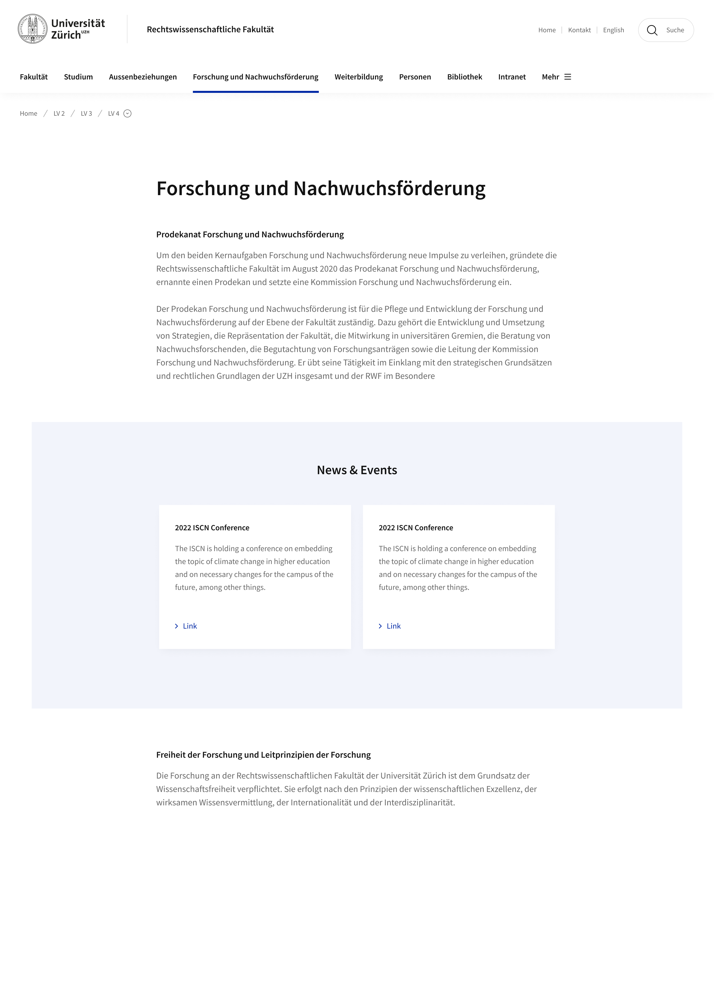 Universität
Zürich UZH
Rechtswissenschaftliche Fakultät
Home
Kontakt
English
Suche
Fakultät
Studium
Aussenbeziehungen
Forschung und Nachwuchsförderung
Weiterbildung
Personen
Bibliothek
Intranet
Mehr
Home / LV 2 / LV 3 / LV 4
Forschung und Nachwuchsförderung
Prodekanat Forschung und Nachwuchsförderung
Um den beiden Kernaufgaben Forschung und Nachwuchsförderung neue Impulse zu verleihen, gründete die
Rechtswissenschaftliche Fakultät im August 2020 das Prodekanat Forschung und Nachwuchsförderung,
ernannte einen Prodekan und setzte eine Kommission Forschung und Nachwuchsförderung ein.
Der Prodekan Forschung und Nachwuchsförderung ist für die Pflege und Entwicklung der Forschung und
Nachwuchsförderung auf der Ebene der Fakultät zuständig. Dazu gehört die Entwicklung und Umsetzung
von Strategien, die Repräsentation der Fakultät, die Mitwirkung in universitären Gremien, die Beratung von
Nachwuchsforschenden, die Begutachtung von Forschungsanträgen sowie die Leitung der Kommission
Forschung und Nachwuchsförderung. Er übt seine Tätigkeit im Einklang mit den strategischen Grundsätzen
und rechtlichen Grundlagen der UZH insgesamt und der RWF im Besondere
News & Events
2022 ISCN Conference
The ISCN is holding a conference on embedding
the topic of climate change in higher education
and on necessary changes for the campus of the
future, among other things.
Link
2022 ISCN Conference
The ISCN is holding a conference on embedding
the topic of climate change in higher education
and on necessary changes for the campus of the
future, among other things.
Link
Freiheit der Forschung und Leitprinzipien der Forschung
Die Forschung an der Rechtswissenschaftlichen Fakultät der Universität Zürich ist dem Grundsatz der
Wissenschaftsfreiheit verpflichtet. Sie erfolgt nach den Prinzipien der wissenschaftlichen Exzellenz, der
wirksamen Wissensvermittlung, der Internationalität und der Interdisziplinarität.